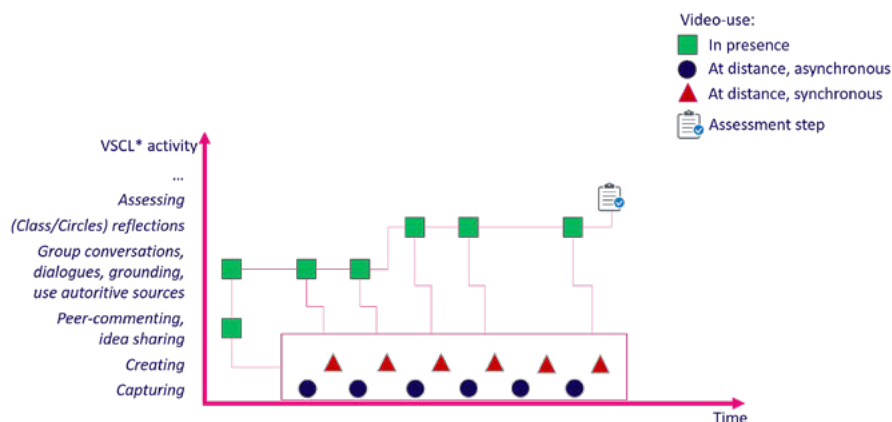 Video-use:
In presence
At distance, asynchronous
At distance, synchronous
Assessment step
VSCL* activity
...
Assessing
(Class/Circles) reflections
Group conversations,
dialogues, grounding,
use autoritive sources
Peer-commenting,
idea sharing
Creating
Capturing
Time